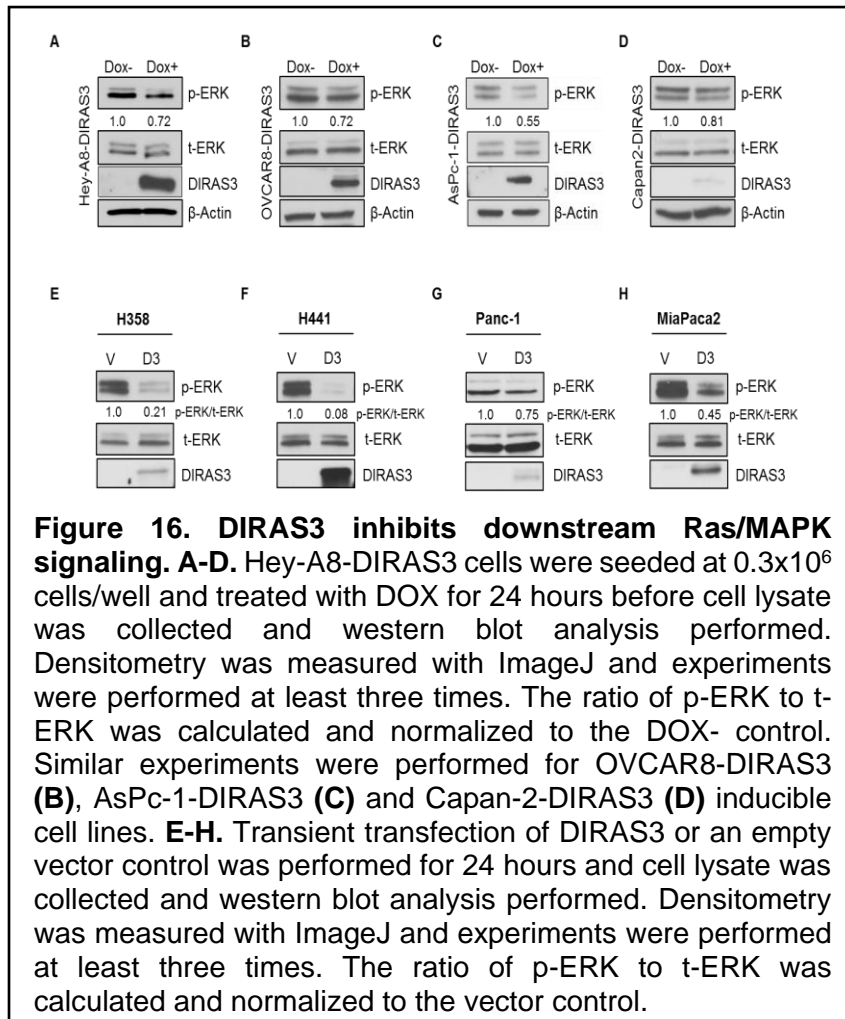 A
B
C
D
Dox- Dox+
Dox- Dox+
Dox- Dox+
Dox- Dox+
Hey-A8-DIRAS3
p-ERK
1.0 0.72
t-ERK
DIRAS3
β-Actin
OVCAR8-DIRAS3
p-ERK
1.0 0.72
t-ERK
DIRAS3
β-Actin
AsPc-1-DIRAS3
p-ERK
1.0 0.55
t-ERK
DIRAS3
β-Actin
Capan2-DIRAS3
p-ERK
1.0 0.81
t-ERK
DIRAS3
β-Actin
E
H358
V D3
p-ERK
1.0 0.21 p-ERK/t-ERK
t-ERK
DIRAS3
F
H441
V D3
p-ERK
1.0 0.08 p-ERK/t-ERK
t-ERK
DIRAS3
G
Panc-1
V D3
p-ERK
1.0 0.75 p-ERK/t-ERK
t-ERK
DIRAS3
H
MiaPaca2
V D3
p-ERK
1.0 0.45 p-ERK/t-ERK
t-ERK
DIRAS3
Figure 16. DIRAS3 inhibits downstream Ras/MAPK
signaling. A-D. Hey-A8-DIRAS3 cells were seeded at 0.3x10⁶
cells/well and treated with DOX for 24 hours before cell lysate
was collected and western blot analysis performed.
Densitometry was measured with ImageJ and experiments
were performed at least three times. The ratio of p-ERK to t-
ERK was calculated and normalized to the DOX- control.
Similar experiments were performed for OVCAR8-DIRAS3
(B), AsPc-1-DIRAS3 (C) and Capan-2-DIRAS3 (D) inducible
cell lines. E-H. Transient transfection of DIRAS3 or an empty
vector control was performed for 24 hours and cell lysate was
collected and western blot analysis performed. Densitometry
was measured with ImageJ and experiments were performed
at least three times. The ratio of p-ERK to t-ERK was
calculated and normalized to the vector control.